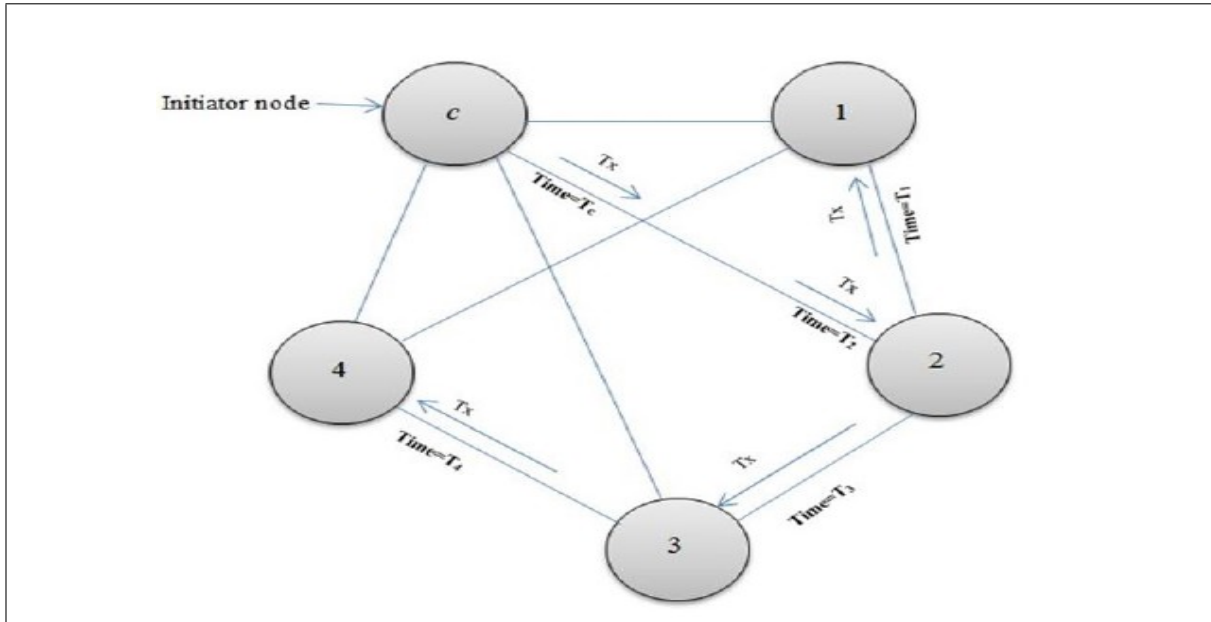 Initiator node
c
1
Tx
Time=Tc
Tx
Time=T1
Tx
Time=T2
2
4
Tx
Time=T4
Tx
Time=T3
3